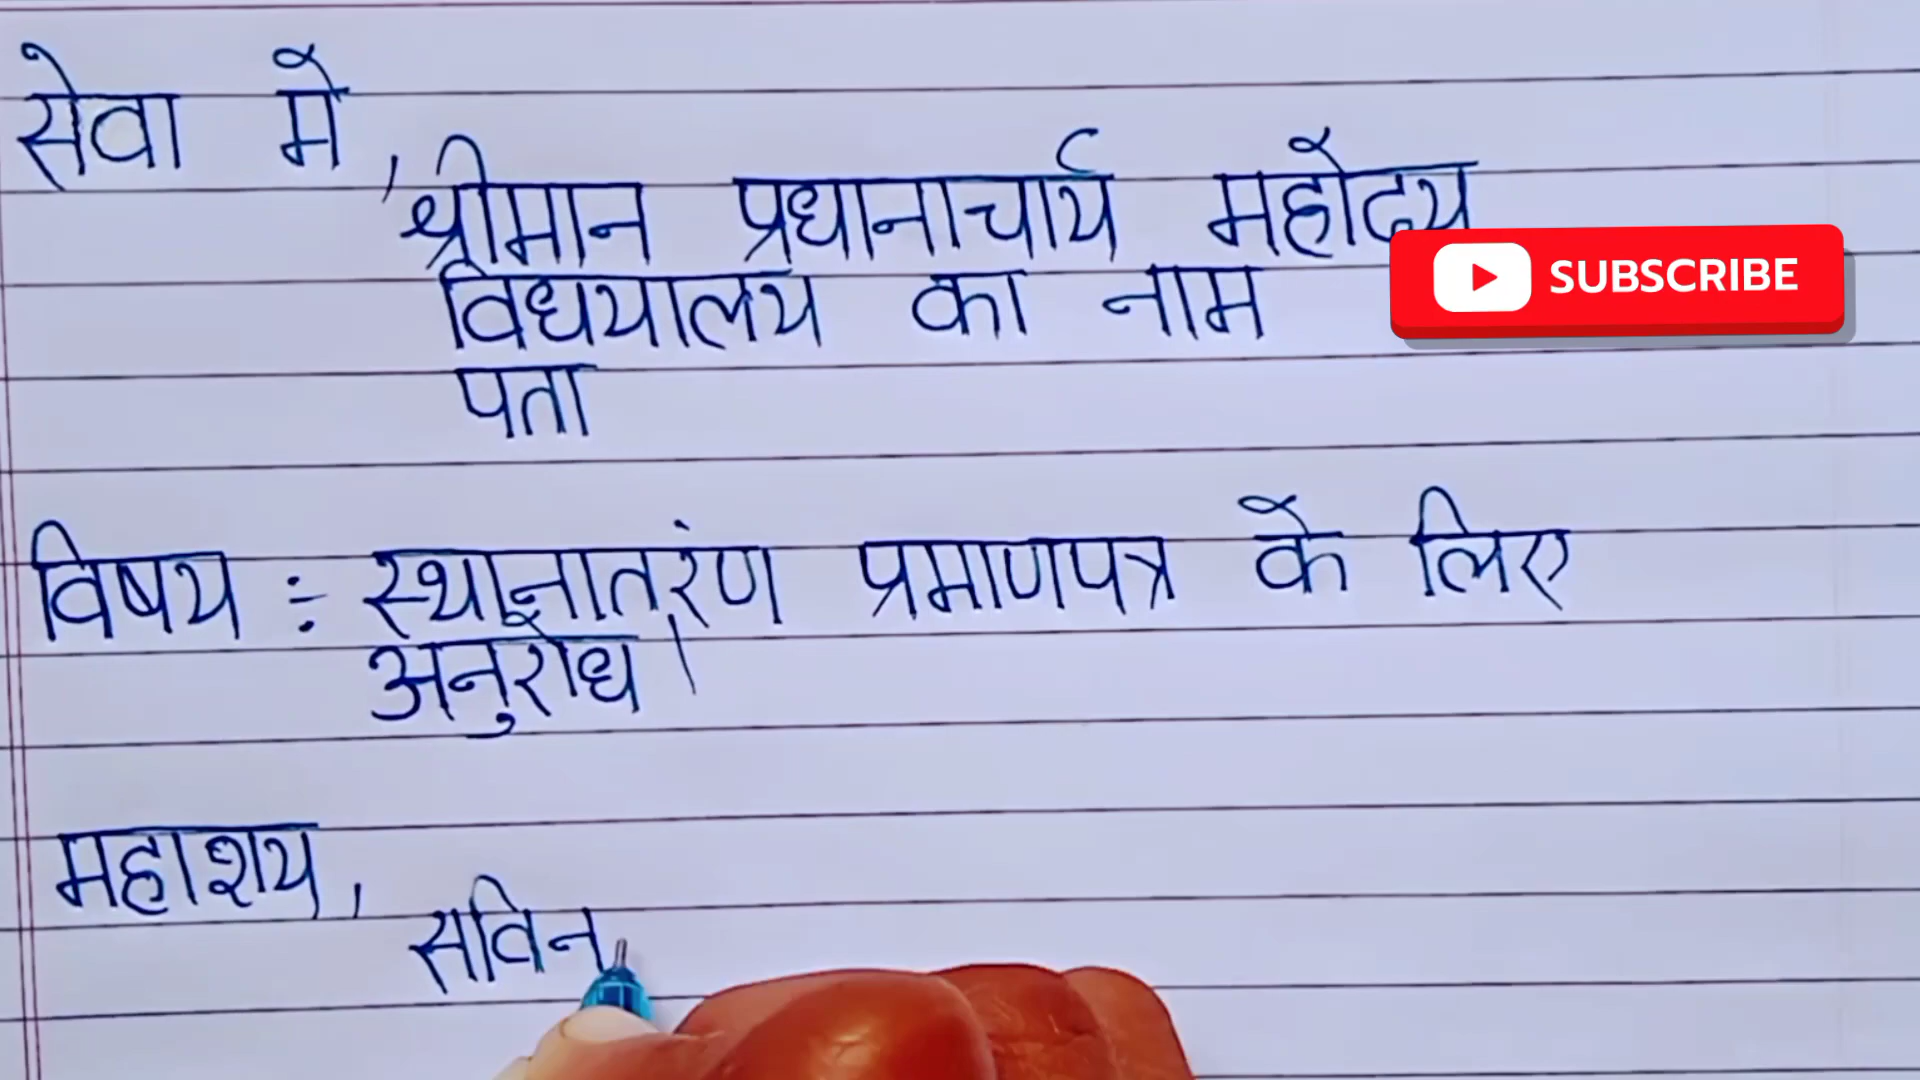 सेवा में,
श्रीमान प्रधानाचार्य महोदय
SUBSCRIBE
विधयालय का नाम
पता
विषय :- स्थानातरंण प्रमाणपत्र के लिए
अनुरोध।
महाशय,
सविन